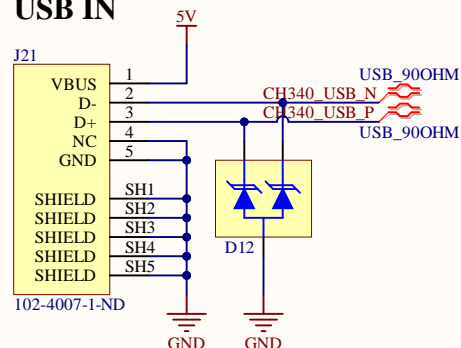 USB IN
5V
J21
VBUS 1
D- 2
D+ 3
NC 4
GND 5
SHIELD SH1
SHIELD SH2
SHIELD SH3
SHIELD SH4
SHIELD SH5
102-4007-1-ND
CH340_USB_N
USB_90OHM
CH340_USB_P
USB_90OHM
D12
GND
GND